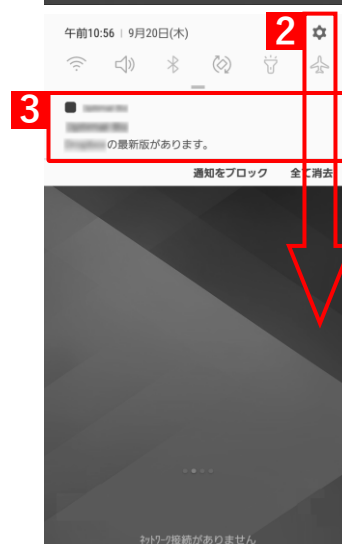 午前10:56 | 9月20日(木)
2
3
の最新版があります。
通知をブロック 全て消去
ﾈｯﾄﾜｰｸ接続がありません